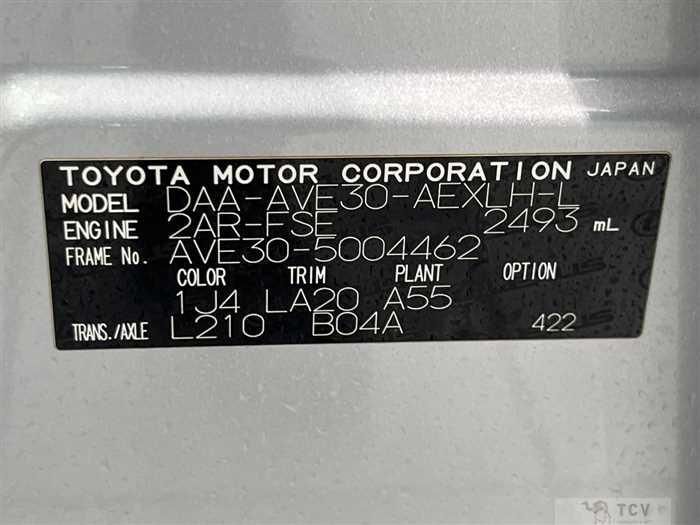 TOYOTA MOTOR CORPORATION JAPAN
MODEL DAA-AVE30-AEXLH-L
ENGINE 2AR-FSE 2493 mL
FRAME No. AVE30-5004462
COLOR TRIM PLANT OPTION
1J4 LA20 A55
TRANS./AXLE L210 B04A 422
TCV